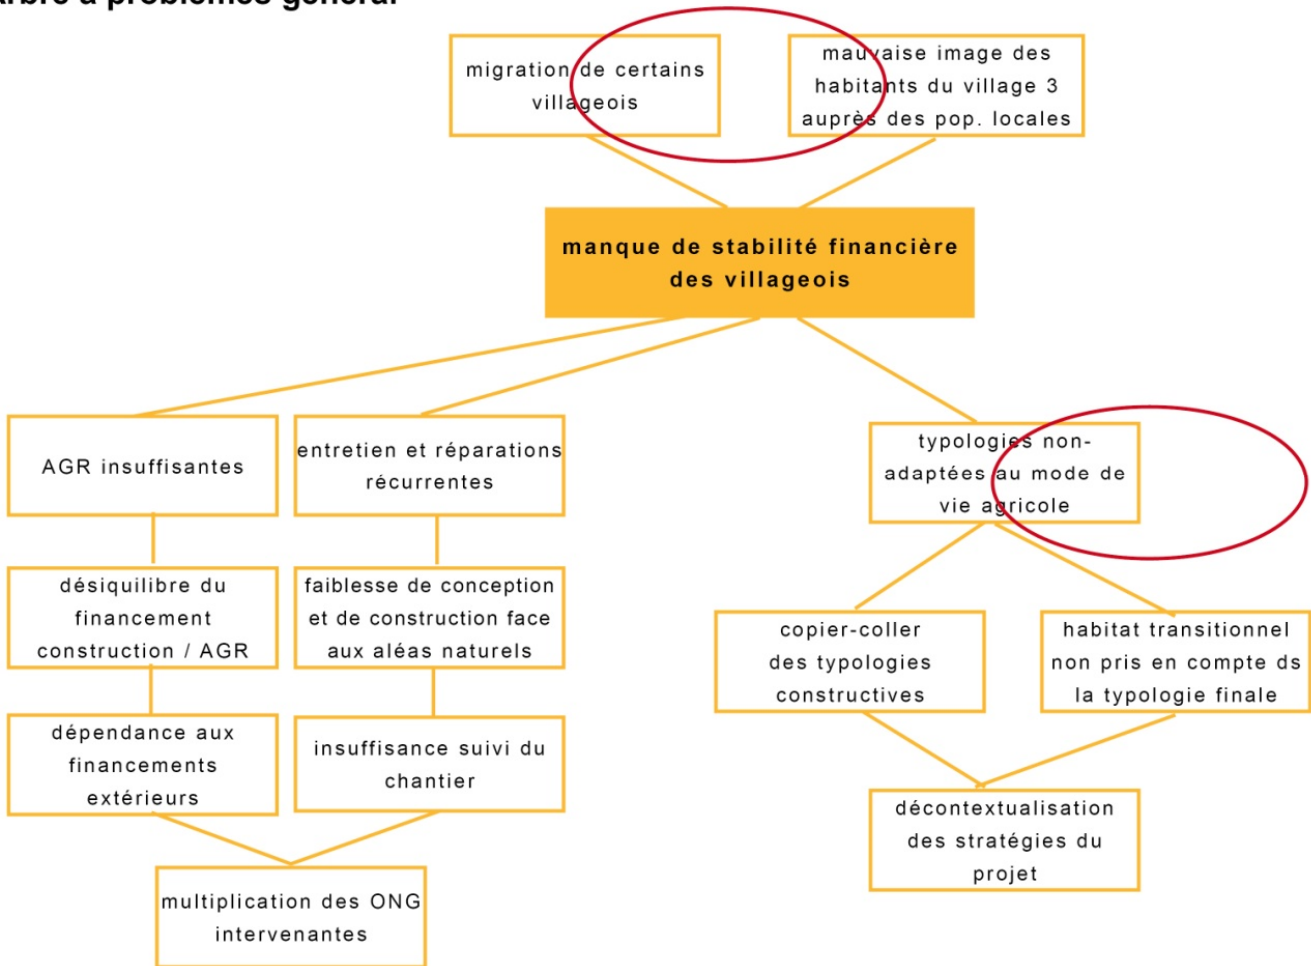 Arbre à problèmes général
migration de certains
villageois
mauvaise image des
habitants du village 3
auprès des pop. locales
manque de stabilité financière
des villageois
AGR insuffisantes
entretien et réparations
récurrentes
typologies non-
adaptées au mode de
vie agricole
désiquilibre du
financement
construction / AGR
faiblesse de conception
et de construction face
aux aléas naturels
copier-coller
des typologies
constructives
habitat transitionnel
non pris en compte ds
la typologie finale
dépendance aux
financements
extérieurs
insuffisance suivi du
chantier
décontextualisation
des stratégies du
projet
multiplication des ONG
intervenantes